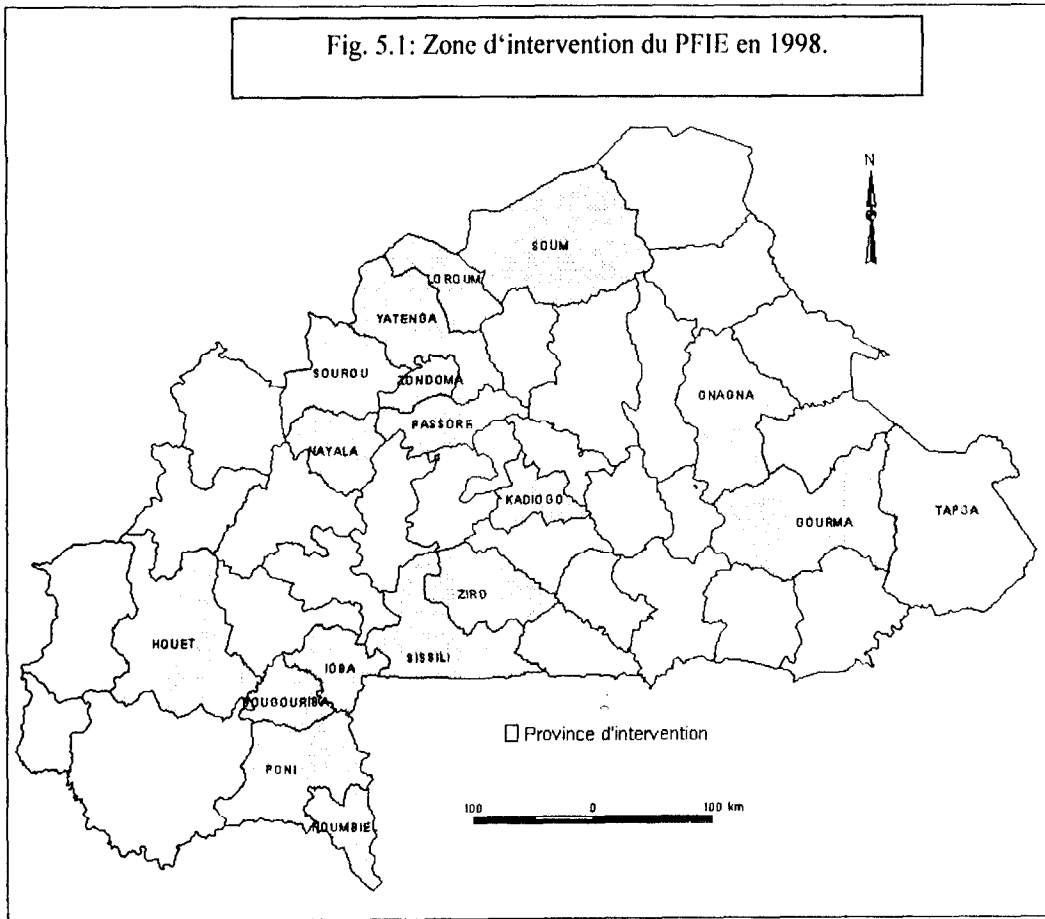 Fig. 5.1: Zone d'intervention du PFIE en 1998.
N
SOUM
LOROUM
YATENGA
SOUROU
ZONDOMA
GNAGNA
PASSORE
NAYALA
KADIOGO
GOURMA
TAPOA
ZIRO
HOUET
IOBA
SISSILI
BOUGOURIBA
Province d'intervention
PONI
100 0 100 km
NOUMBIEL